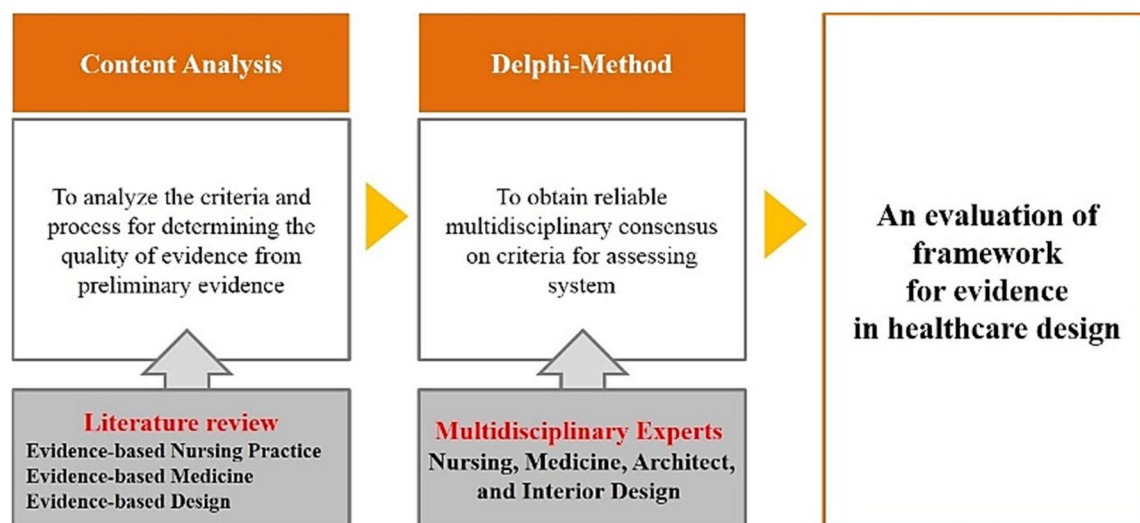 Content Analysis
To analyze the criteria and
process for determining the
quality of evidence from
preliminary evidence
Literature review
Evidence-based Nursing Practice
Evidence-based Medicine
Evidence-based Design
Delphi-Method
To obtain reliable
multidisciplinary consensus
on criteria for assessing
system
Multidisciplinary Experts
Nursing, Medicine, Architect,
and Interior Design
An evaluation of
framework
for evidence
in healthcare design